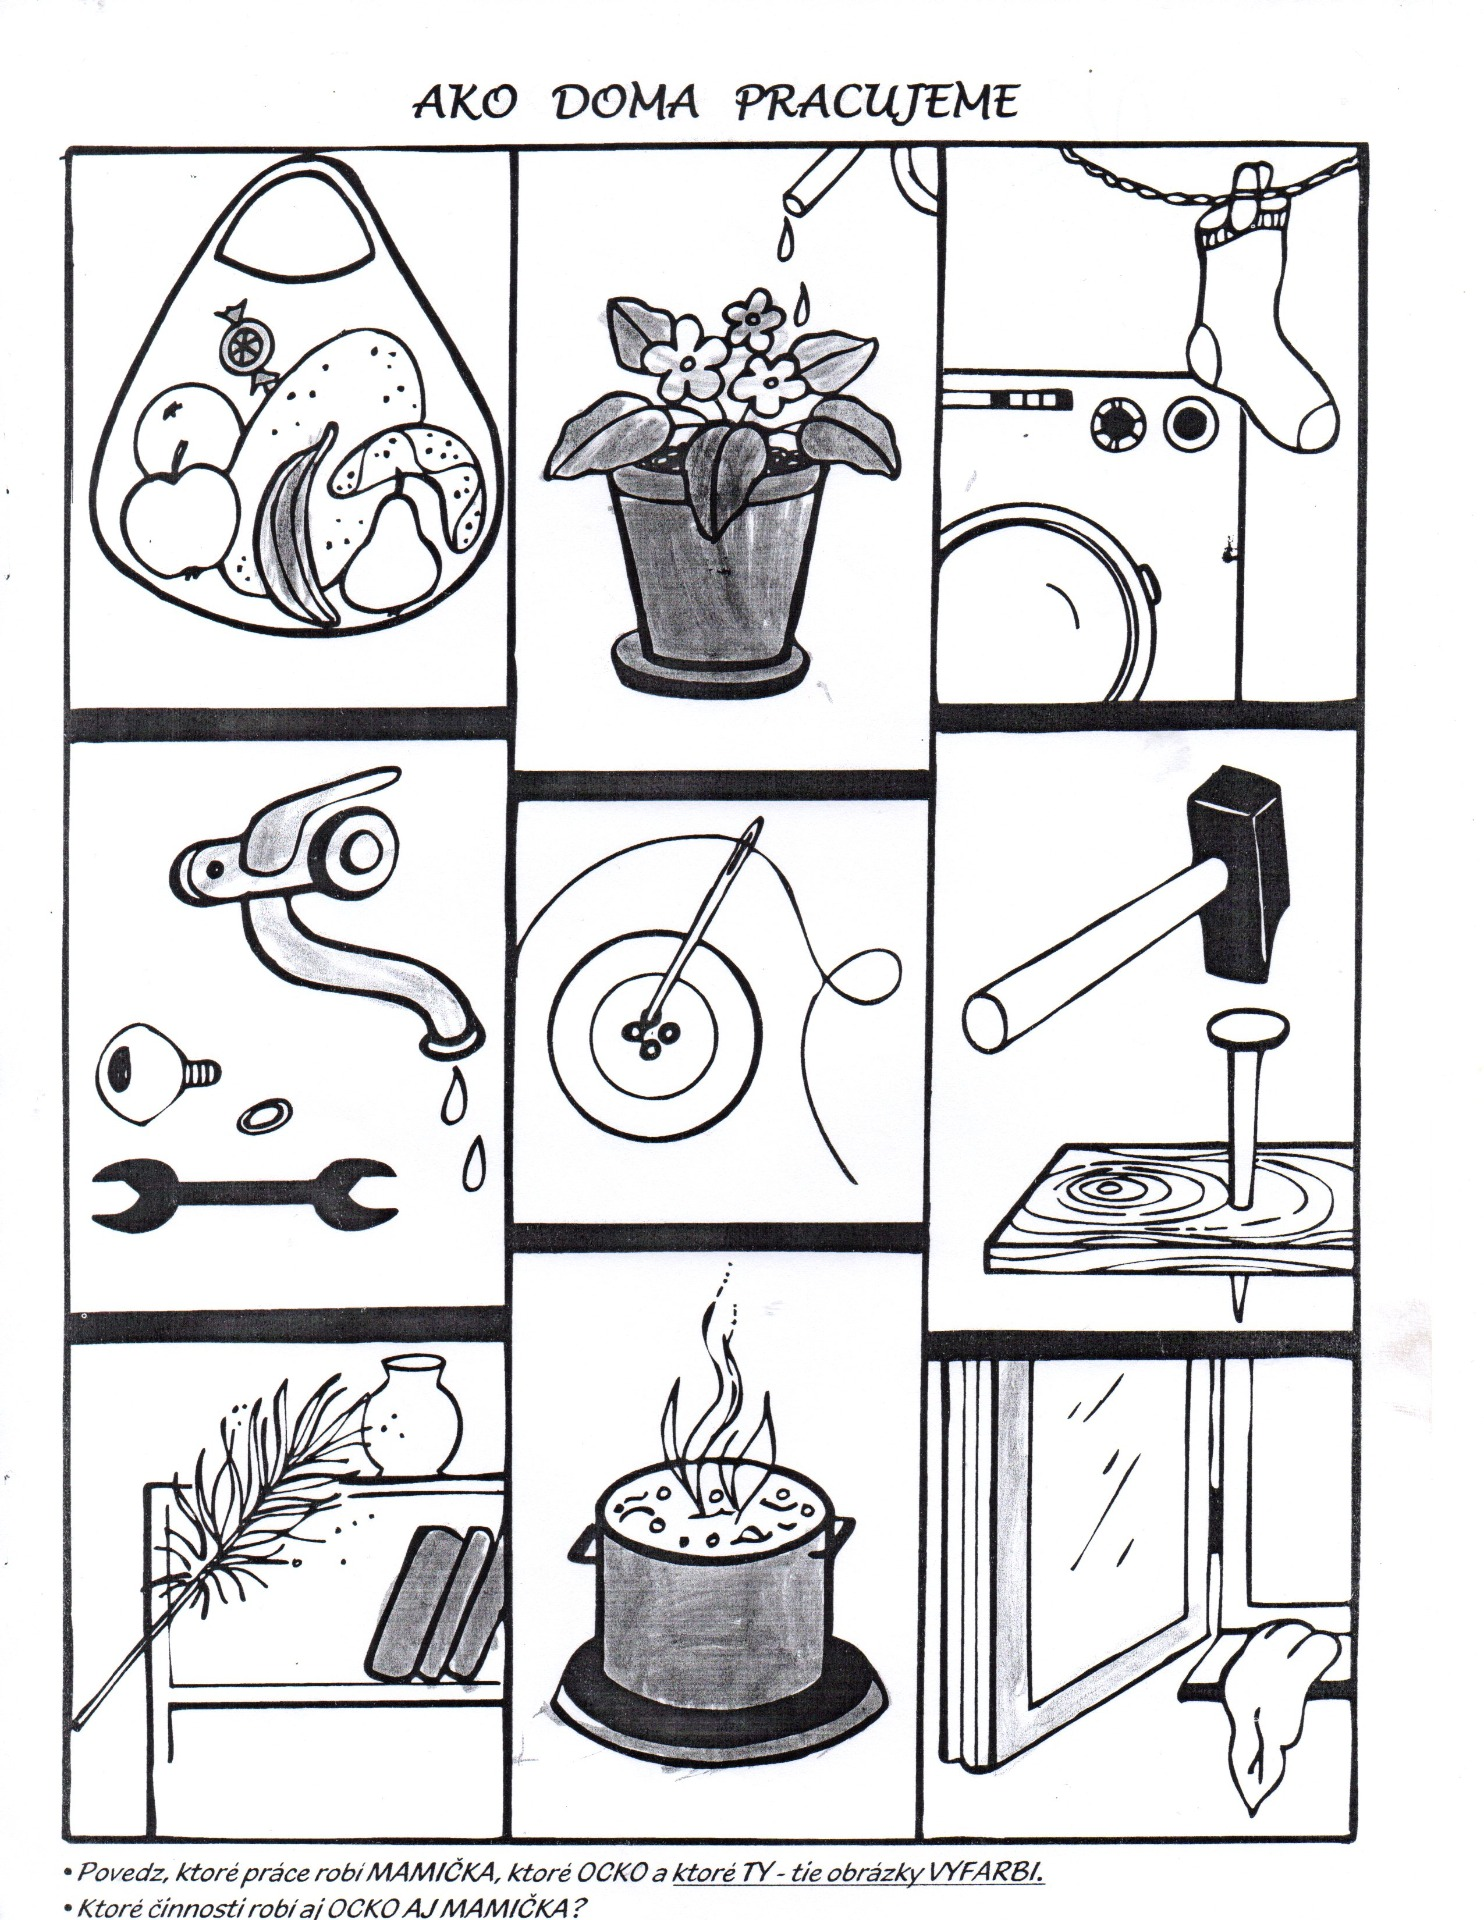 AKO DOMA PRACUJEME
• Povedz, ktoré práce robí MAMIČKA, ktoré OCKO a ktoré TY - tie obrázky VYFARBI.
• Ktoré činnosti robí aj OCKO AJ MAMIČKA?